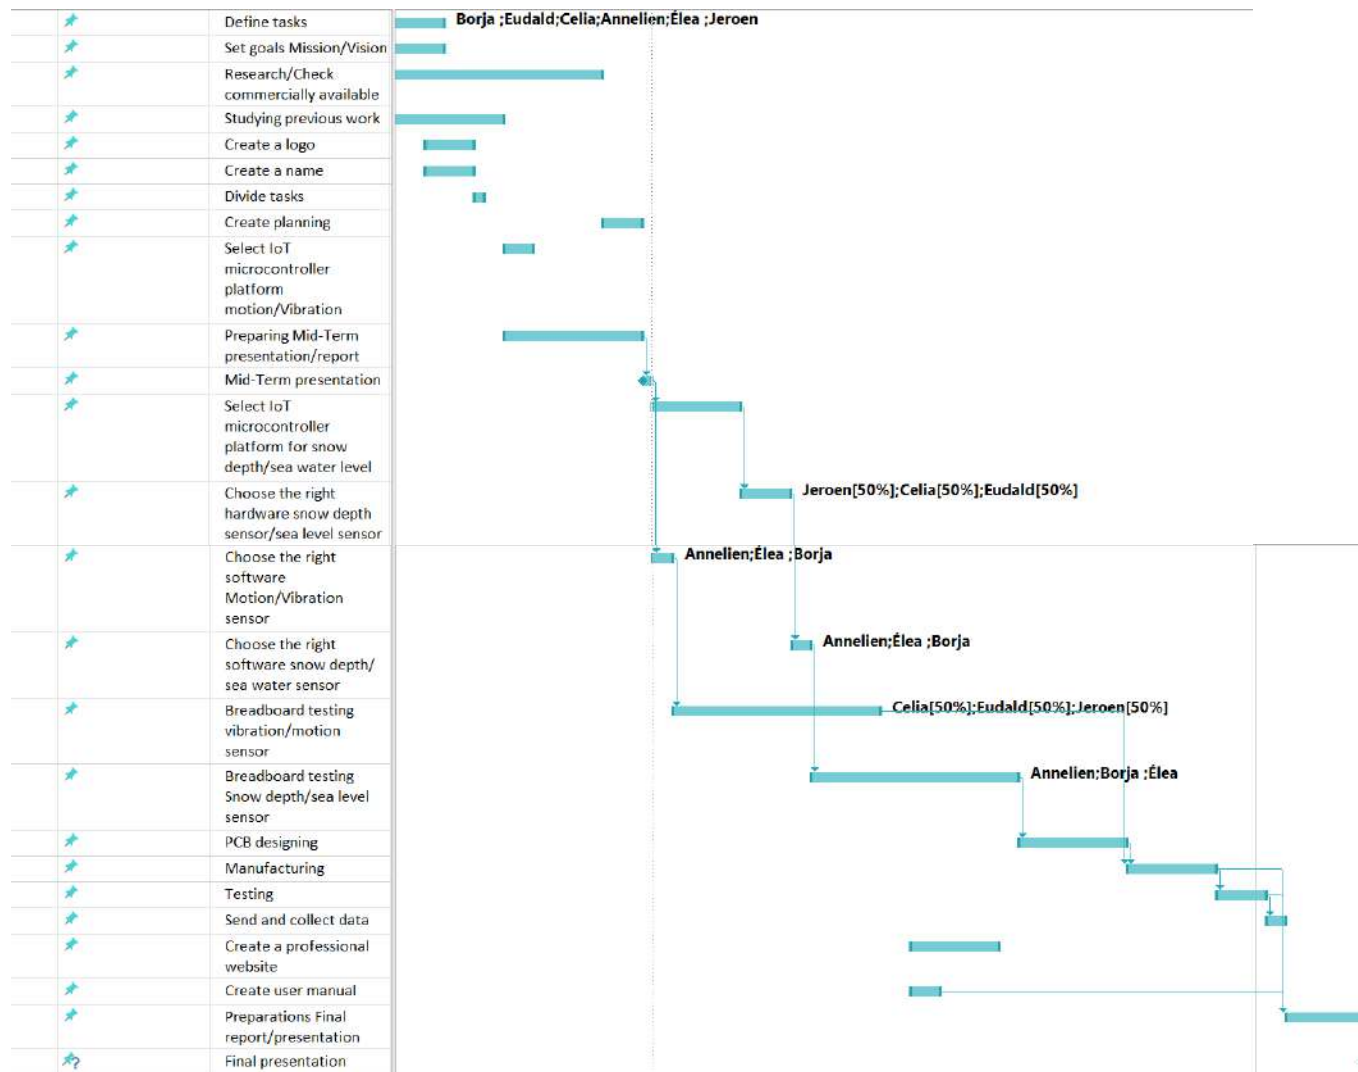 Define tasks
Borja ;Eudald;Celia;Annelien;Élea ;Jeroen
Set goals Mission/Vision
Research/Check
commercially available
Studying previous work
Create a logo
Create a name
Divide tasks
Create planning
Select IoT
microcontroller
platform
motion/Vibration
Preparing Mid-Term
presentation/report
Mid-Term presentation
Select IoT
microcontroller
platform for snow
depth/sea water level
Choose the right
hardware snow depth
sensor/sea level sensor
Jeroen[50%];Celia[50%];Eudald[50%]
Choose the right
software
Motion/Vibration
sensor
Annelien;Élea ;Borja
Choose the right
software snow depth/
sea water sensor
Annelien;Élea ;Borja
Breadboard testing
vibration/motion
sensor
Celia[50%];Eudald[50%];Jeroen[50%]
Breadboard testing
Snow depth/sea level
sensor
Annelien;Borja ;Élea
PCB designing
Manufacturing
Testing
Send and collect data
Create a professional
website
Create user manual
Preparations Final
report/presentation
?
Final presentation